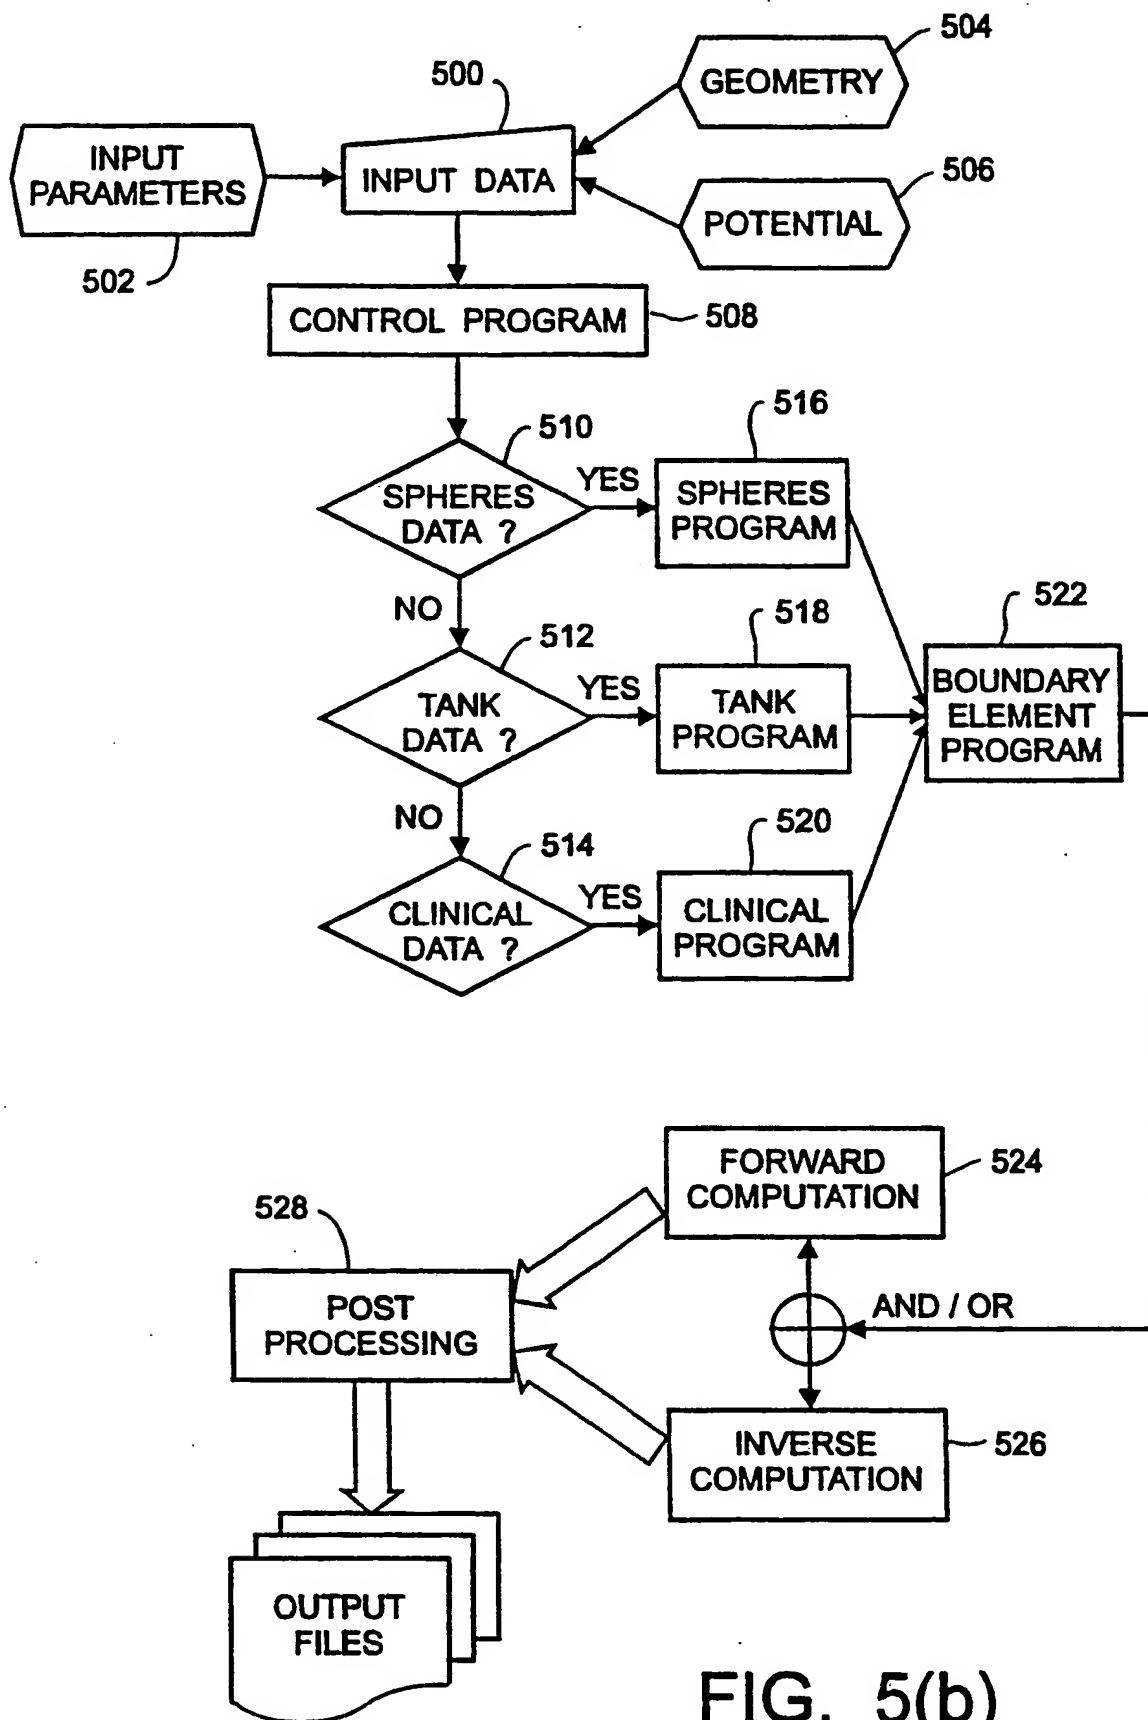 504
GEOMETRY
500
INPUT
PARAMETERS
INPUT DATA
506
POTENTIAL
502
CONTROL PROGRAM
508
510
516
SPHERES
DATA ?
YES
SPHERES
PROGRAM
NO
512
518
522
TANK
DATA ?
YES
TANK
PROGRAM
BOUNDARY
ELEMENT
PROGRAM
NO
514
520
CLINICAL
DATA ?
YES
CLINICAL
PROGRAM
FORWARD
COMPUTATION
524
528
POST
PROCESSING
AND / OR
INVERSE
COMPUTATION
526
OUTPUT
FILES
FIG. 5(b)